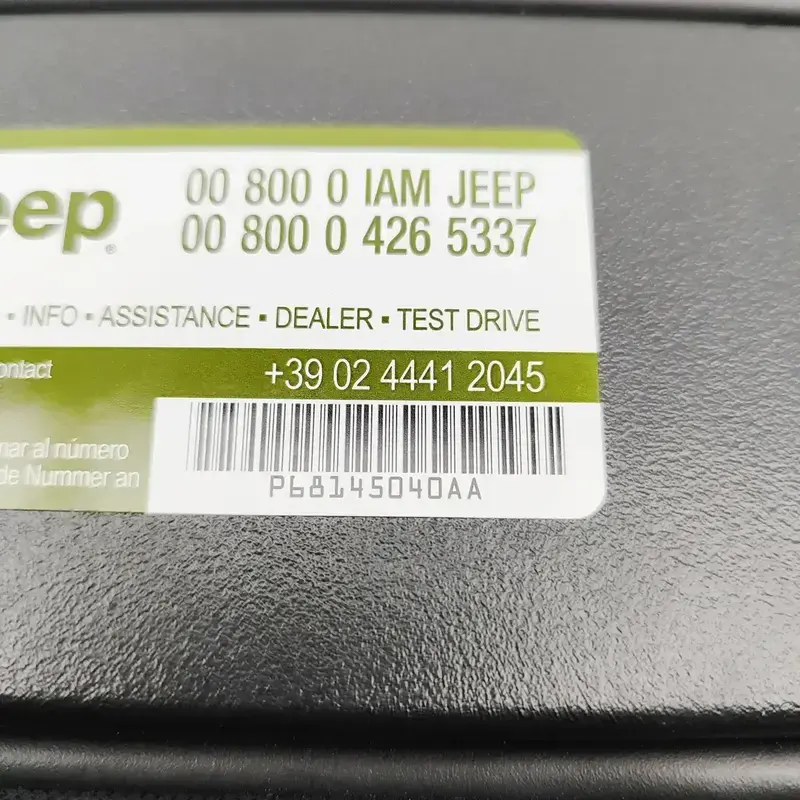 eep®
00 800 0 IAM JEEP
00 800 0 426 5337
▪ INFO ▪ ASSISTANCE ▪ DEALER ▪ TEST DRIVE
ontact
+39 02 4441 2045
nar al número
de Nummer an
P68145040AA